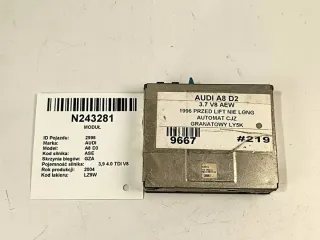 N243281
MODUŁ
ID Pojazdu: 2996
Marka: AUDI
Model: A8 D3
Kod silnika: ASE
Skrzynia biegów: GZA
Pojemność silnika: 3,9 4.0 TDI V8
Rok produkcji: 2004
Kod lakieru: LZ9W
AUDI A8 D2
3.7 V8 AEW
1996 PRZED LIFT NIE LONG
AUTOMAT CJZ
GRANATOWY LY5K
9667
#219